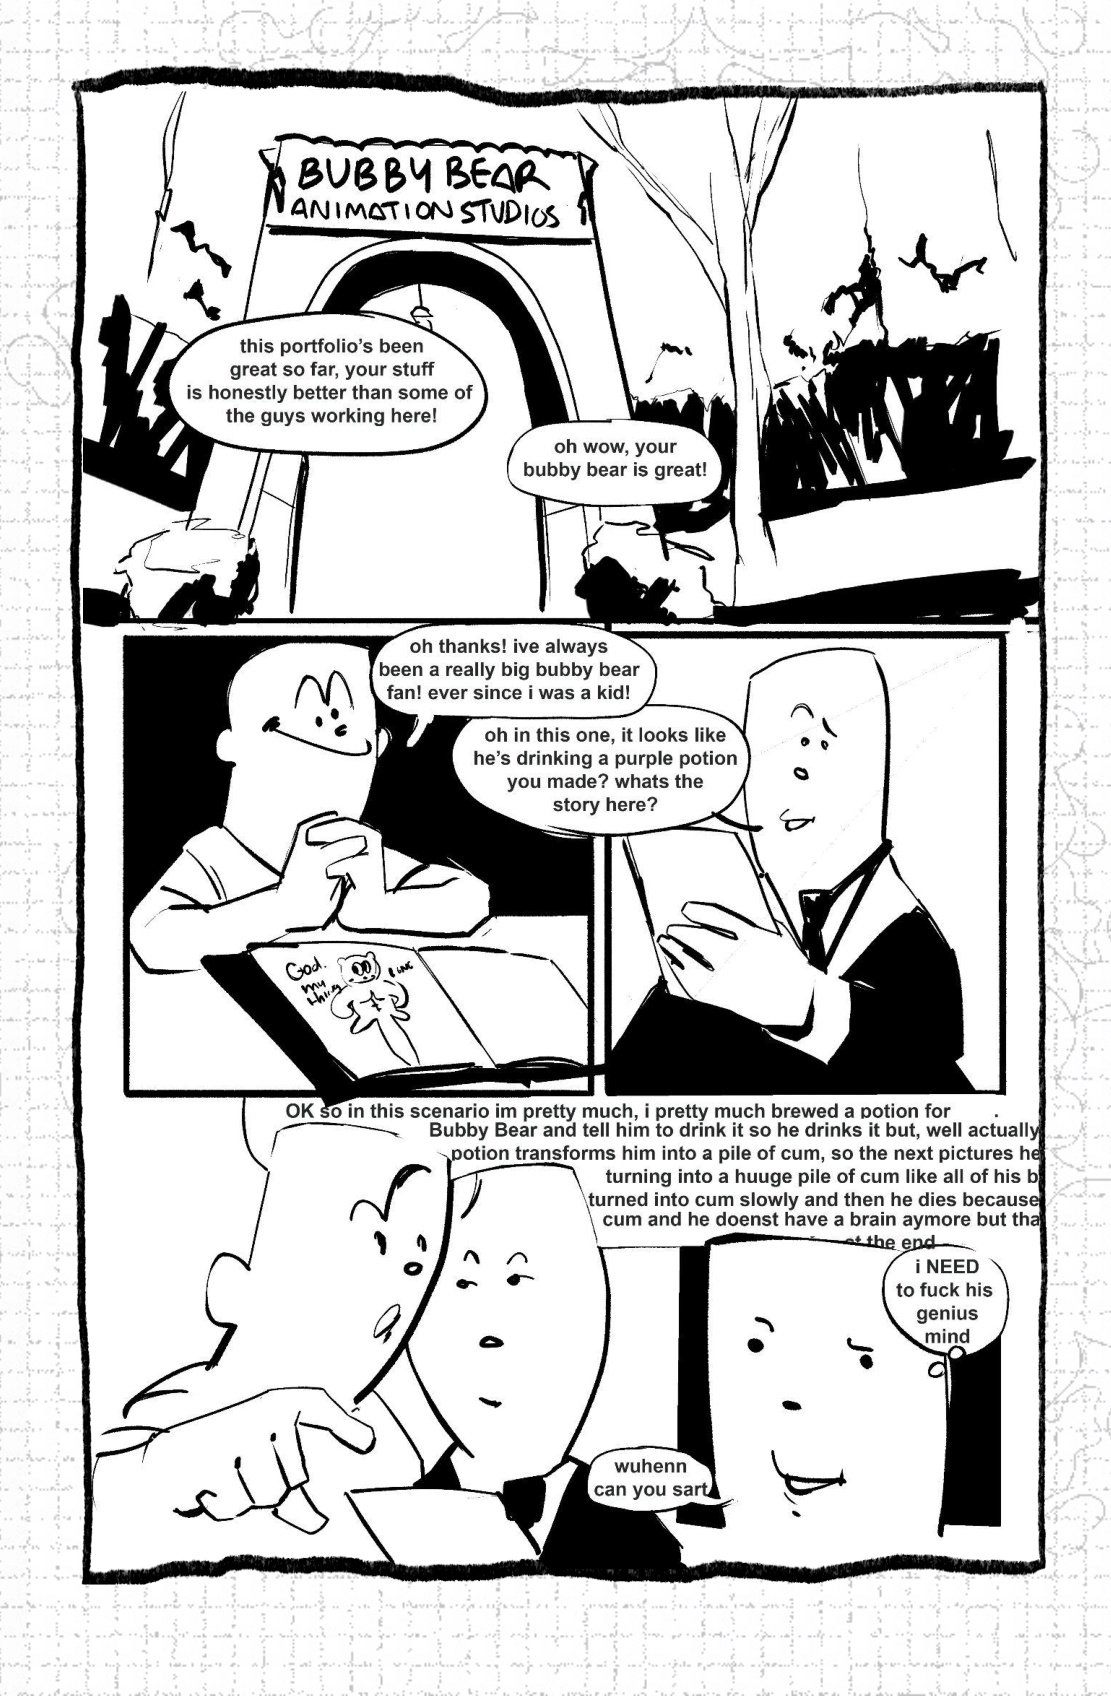 BUBBY BEAR
ANIMATION STUDIOS
this portfolio's been
great so far, your stuff
is honestly better than some of
the guys working here!
oh wow, your
bubby bear is great!
oh thanks! ive always
been a really big bubby bear
fan! ever since i was a kid!
oh in this one, it looks like
he's drinking a purple potion
you made? whats the
story here?
God.
my
OK so in this scenario im pretty much, i pretty much brewed a potion for
Bubby Bear and tell him to drink it so he drinks it but, well actually
potion transforms him into a pile of cum, so the next pictures he
turning into a huuge pile of cum like all of his b
turned into cum slowly and then he dies because
cum and he doenst have a brain aymore but tha
at the end
i NEED
to fuck his
genius
mind
wuhenn
can you sart